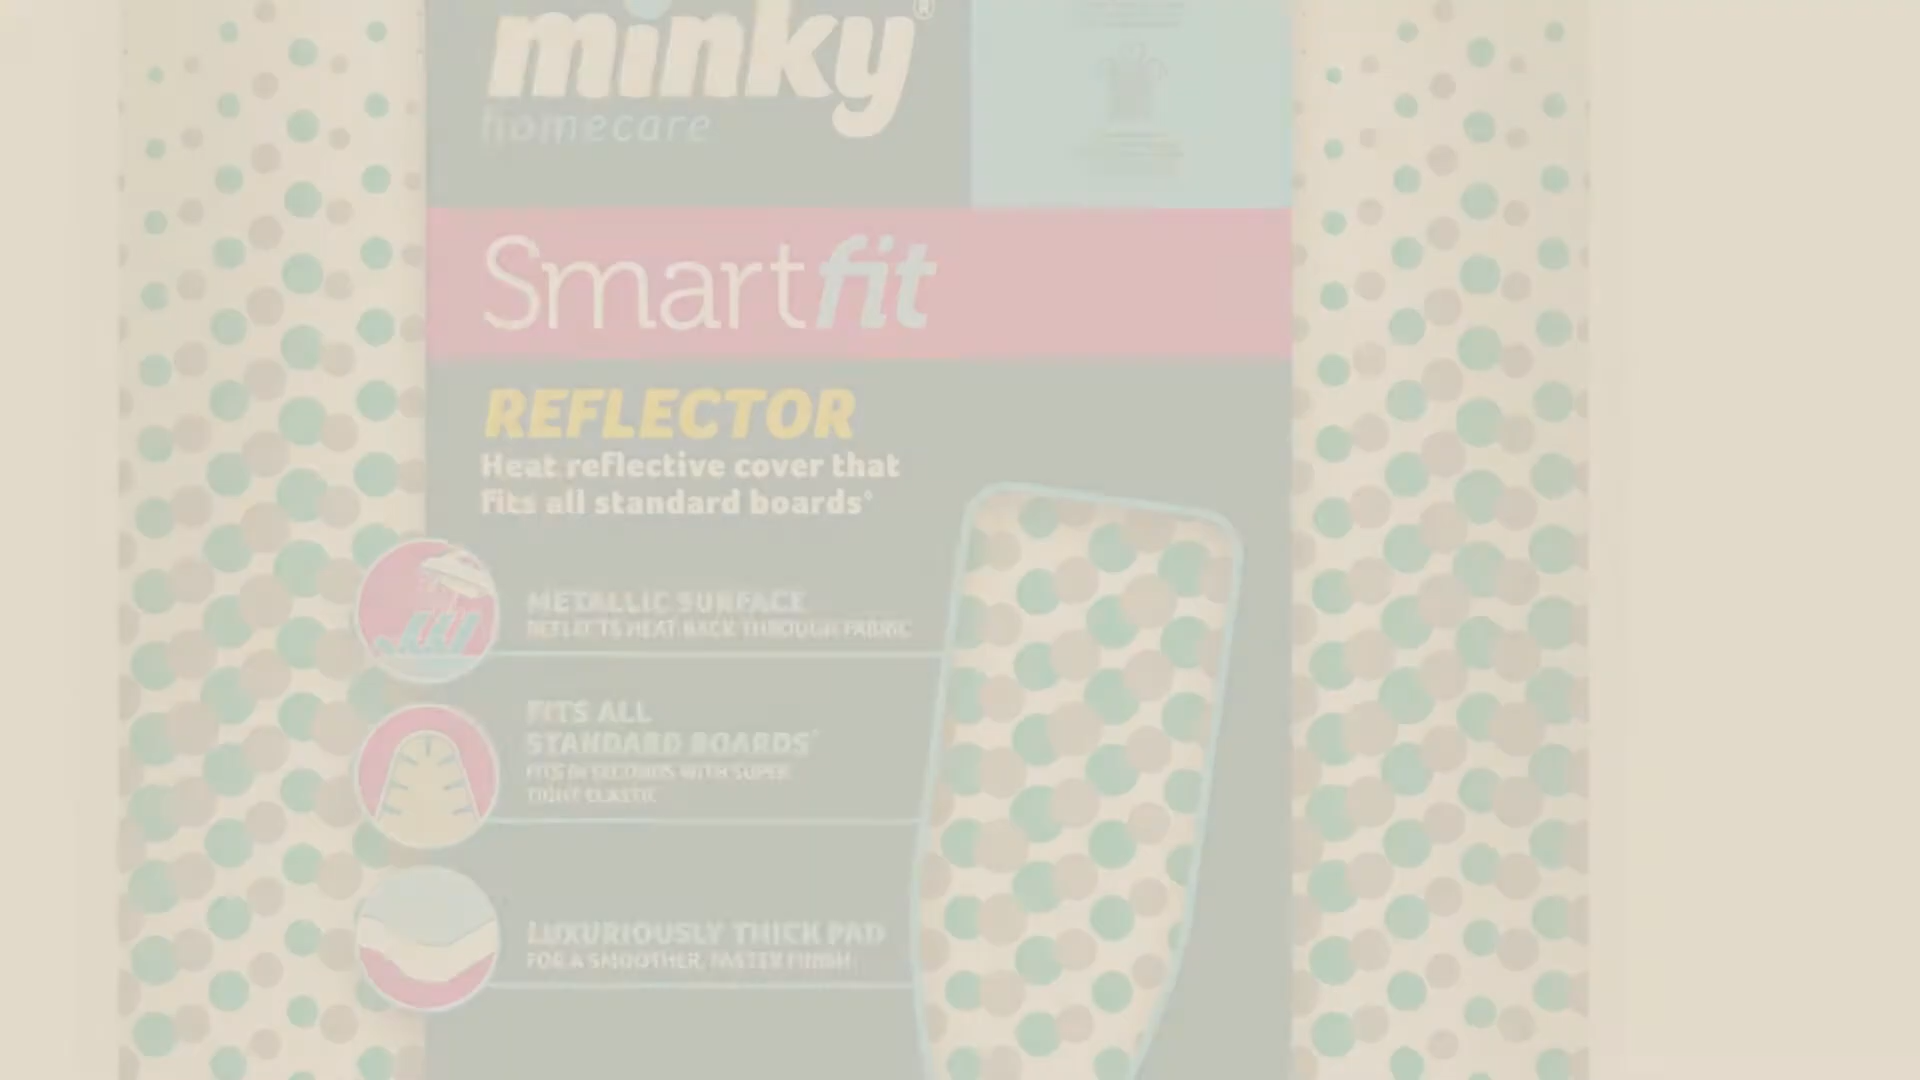 minky®
homecare
Smartfit
REFLECTOR
Heat reflective cover that
fits all standard boards°
METALLIC SURFACE
REFLECTS HEAT BACK THROUGH FABRIC
FITS ALL
STANDARD BOARDS°
FITS IN SECONDS WITH SUPER
TIGHT ELASTIC
LUXURIOUSLY THICK PAD
FOR A SMOOTHER, FASTER FINISH